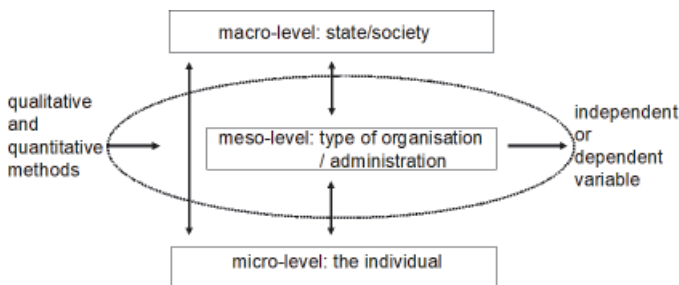 macro-level: state/society
qualitative
and
quantitative
methods
meso-level: type of organisation
/ administration
independent
or
dependent
variable
micro-level: the individual